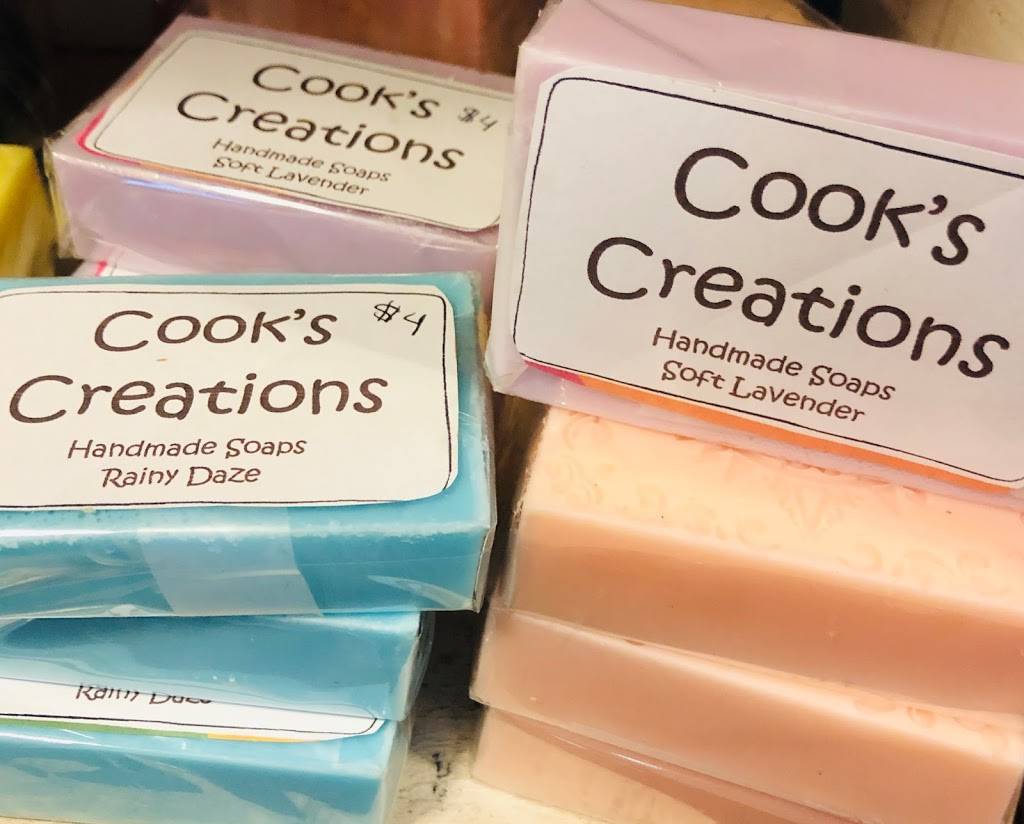 Cook's $4
Creations
Handmade Soaps
Soft Lavender
Cook's
Creations
Handmade Soaps
Soft Lavender
Cook's $4
Creations
Handmade Soaps
Rainy Daze
Rainy Daze